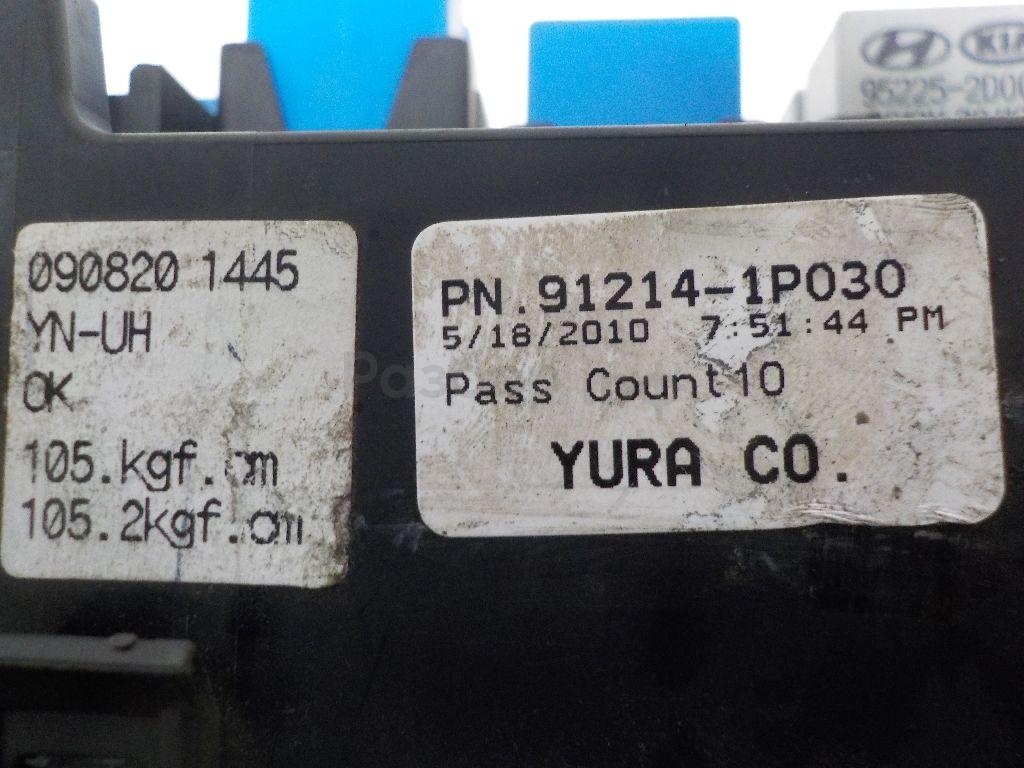 KIA
95225-2D00
090820 1445
YN-UH
OK
105.kgf.cm
105.2kgf.cm
PN.91214-1P030
5/18/2010 7:51:44 PM
Pass Count10
YURA CO.